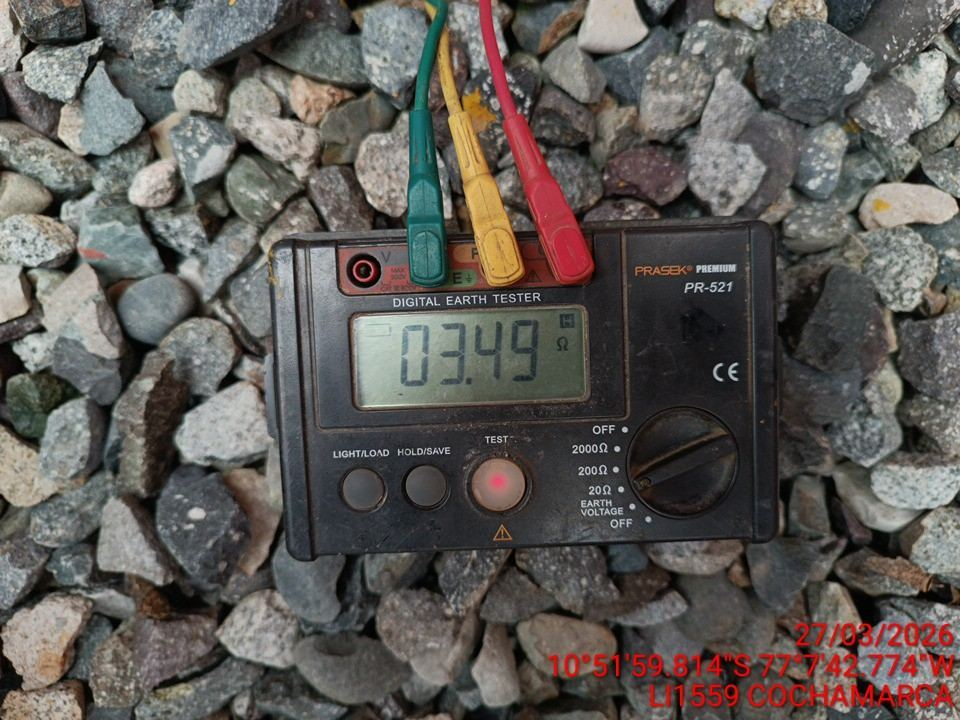 V
MAX
E
PRASEK® PREMIUM
PR-521
DIGITAL EARTH TESTER
H
03.49 Ω
CE
OFF
2000Ω
200Ω
20Ω
EARTH
VOLTAGE
OFF
LIGHT/LOAD HOLD/SAVE TEST
27/03/2026
10°51'59.814"S 77°7'42.774"W
LI1559 COCHAMARCA